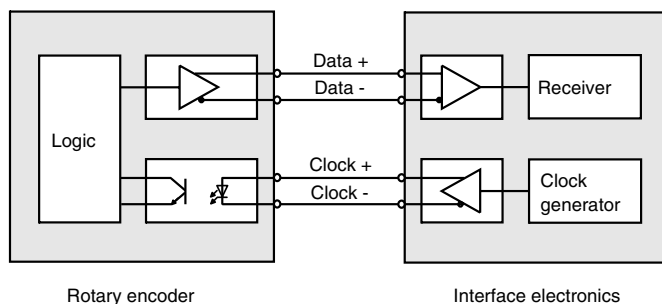 Data +
Data -
Receiver
Logic
Clock +
Clock -
Clock
generator
Rotary encoder
Interface electronics